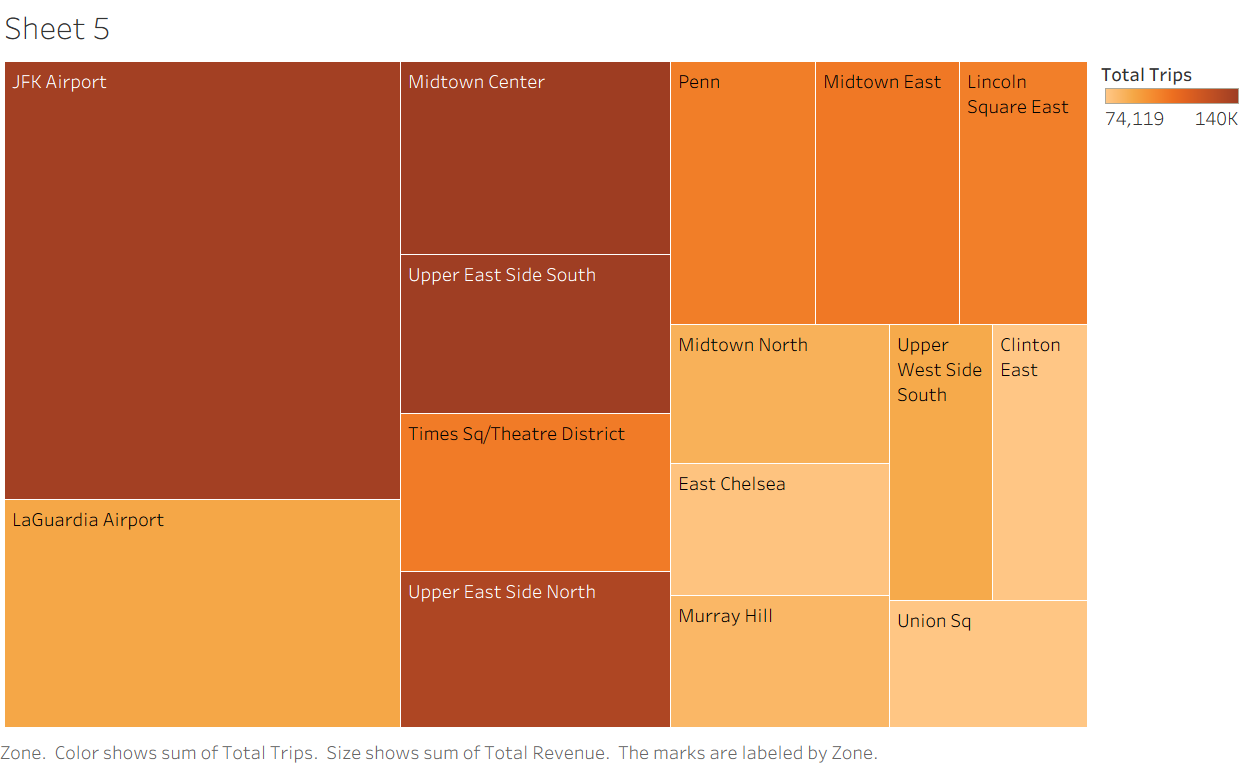 Sheet 5
JFK Airport
LaGuardia Airport
Midtown Center
Upper East Side South
Times Sq/Theatre District
Upper East Side North
Penn
Midtown East
Lincoln
Square East
Midtown North
East Chelsea
Murray Hill
Upper
West Side
South
Clinton
East
Union Sq
Total Trips
74,119 140K
Zone.  Color shows sum of Total Trips.  Size shows sum of Total Revenue.  The marks are labeled by Zone.